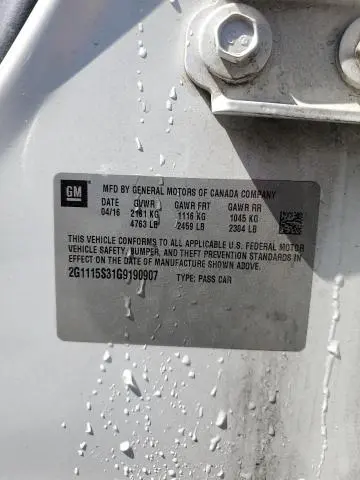 GM
MFD BY GENERAL MOTORS OF CANADA COMPANY
DATE GVWR GAWR FRT GAWR RR
04/16 2161 KG 1116 KG 1045 KG
4763 LB 2459 LB 2304 LB
THIS VEHICLE CONFORMS TO ALL APPLICABLE U.S. FEDERAL MOTOR
VEHICLE SAFETY, BUMPER, AND THEFT PREVENTION STANDARDS IN
EFFECT ON THE DATE OF MANUFACTURE SHOWN ABOVE.
2G1115S31G9190907 TYPE: PASS CAR